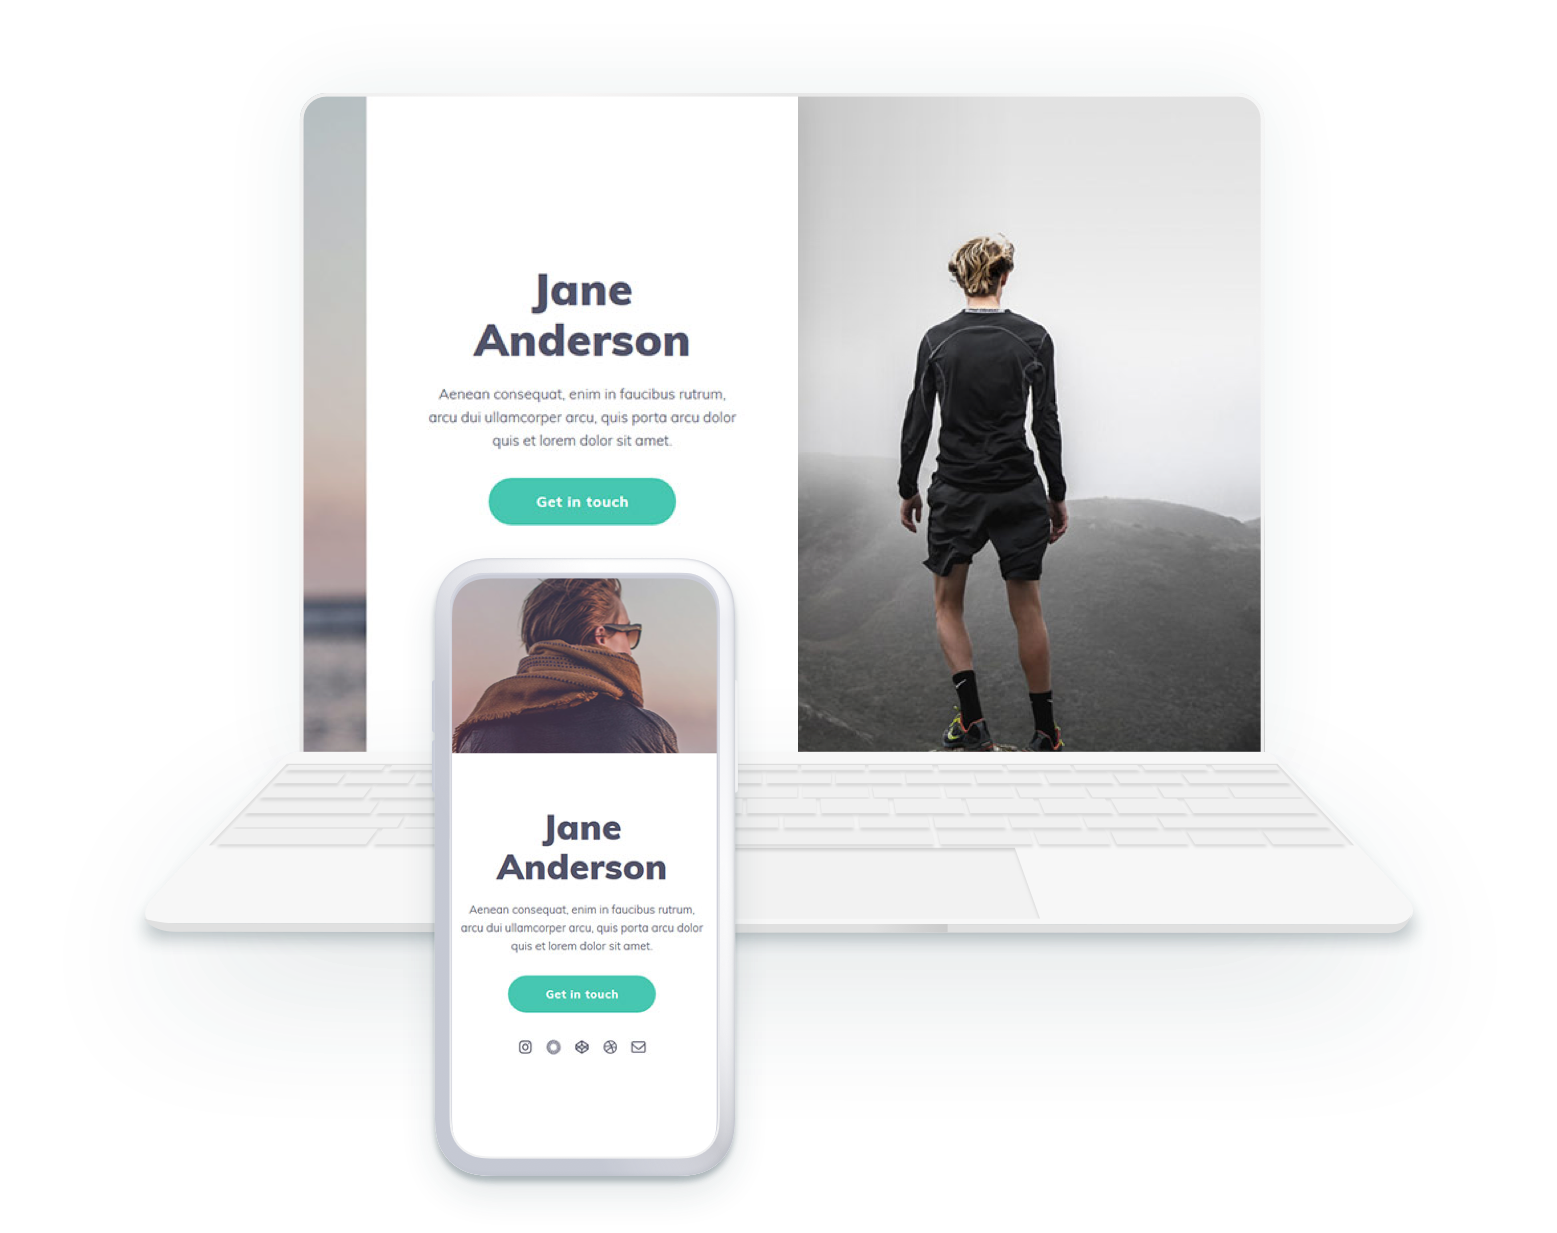 Jane
Anderson
Aenean consequat, enim in faucibus rutrum,
arcu dui ullamcorper arcu, quis porta arcu dolor
quis et lorem dolor sit amet.
Get in touch
Jane
Anderson
Aenean consequat, enim in faucibus rutrum,
arcu dui ullamcorper arcu, quis porta arcu dolor
quis et lorem dolor sit amet.
Get in touch